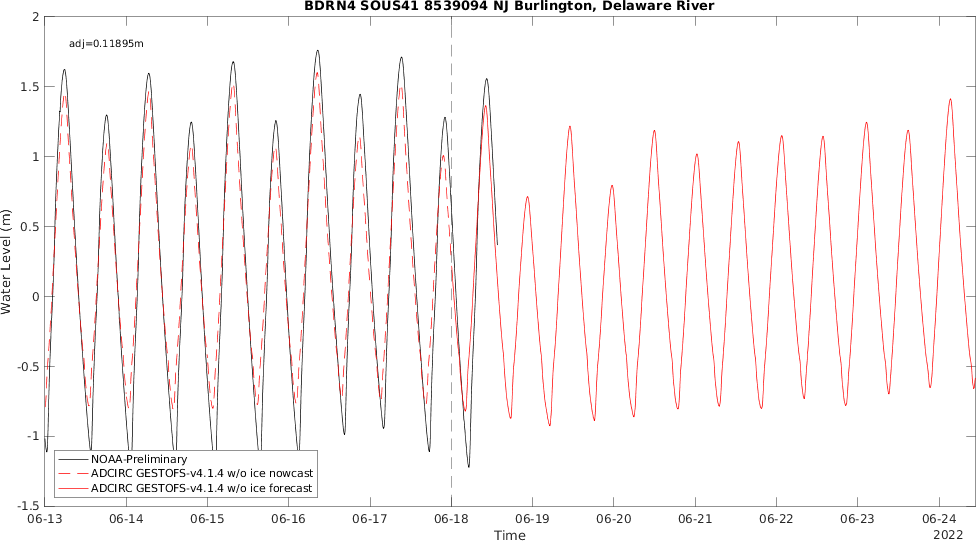 BDRN4 SOUS41 8539094 NJ Burlington, Delaware River
adj=0.11895m
Water Level (m)
2
1.5
1
0.5
0
-0.5
-1
-1.5
NOAA-Preliminary
ADCIRC GESTOFS-v4.1.4 w/o ice nowcast
ADCIRC GESTOFS-v4.1.4 w/o ice forecast
06-13 06-14 06-15 06-16 06-17 06-18 06-19 06-20 06-21 06-22 06-23 06-24
Time
2022